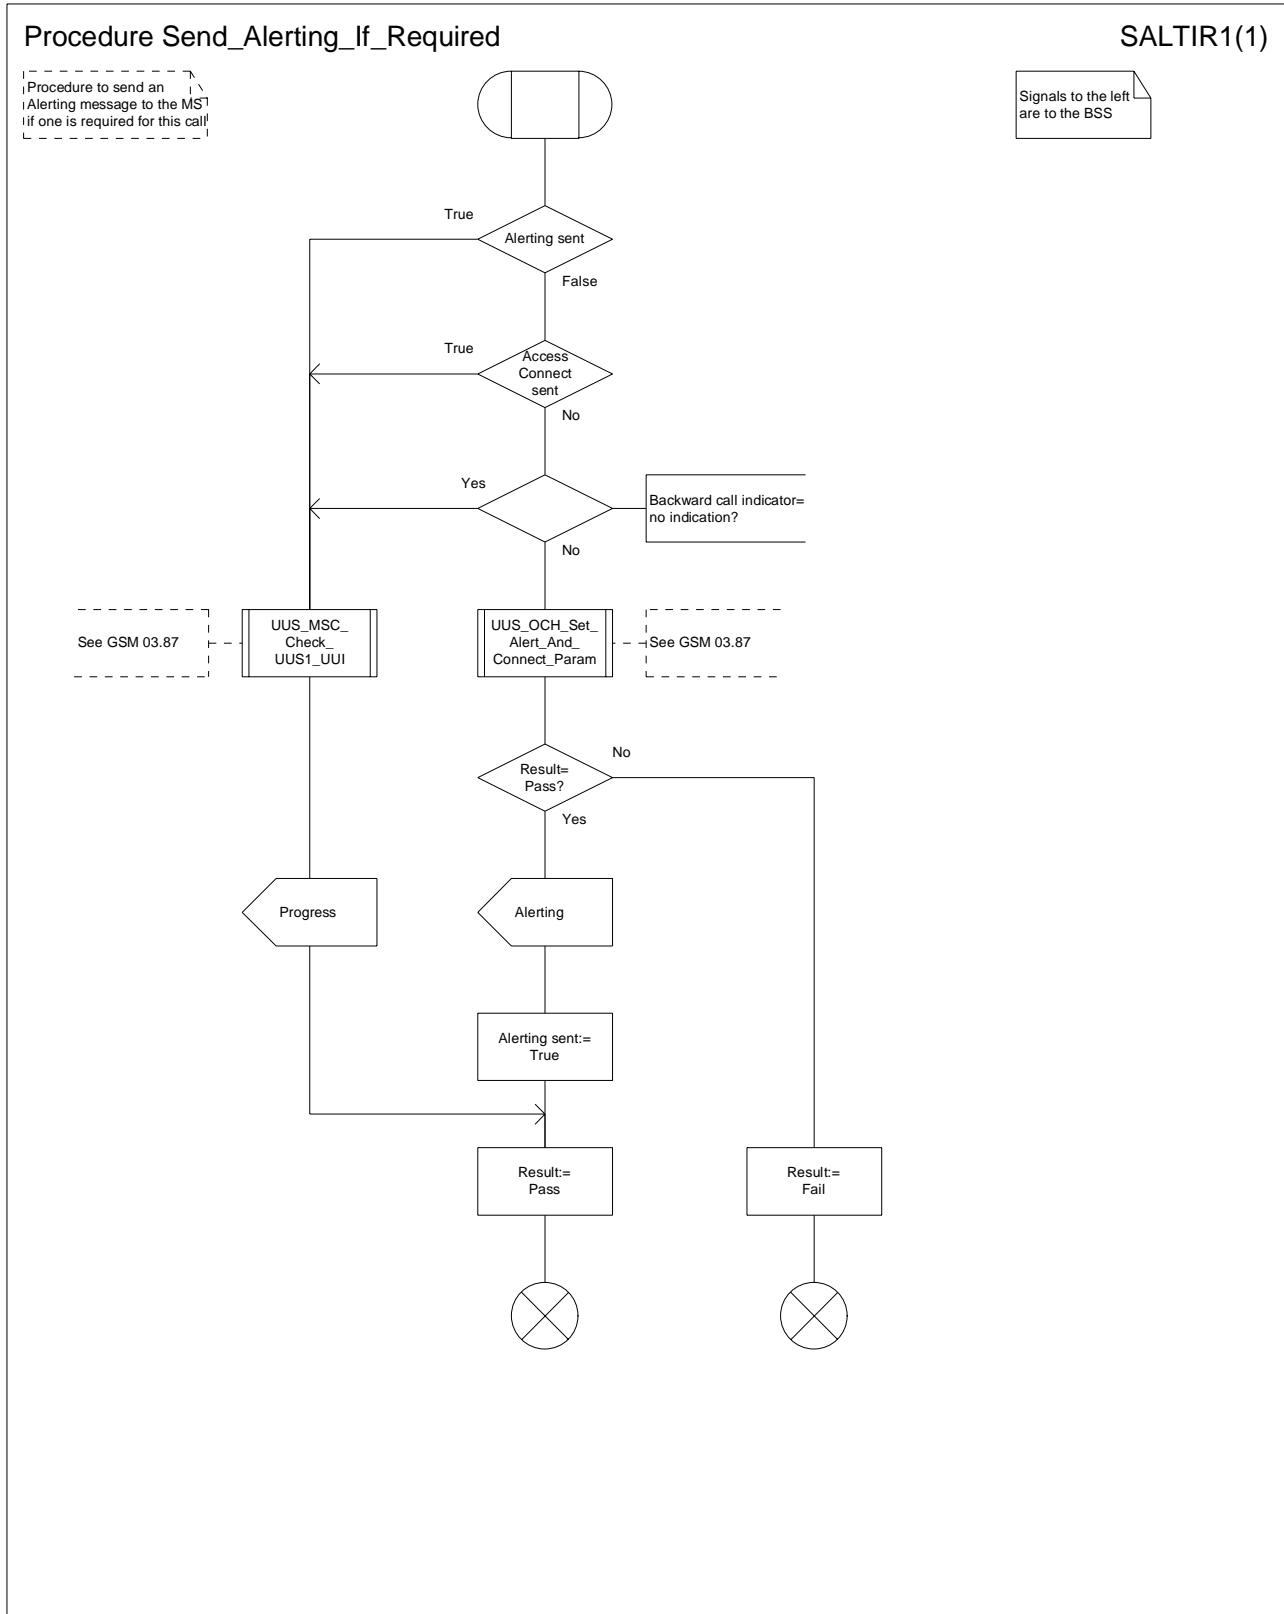 Procedure Send_Alerting_If_Required
SALTIR1(1)
Procedure to send an
Alerting message to the MS
if one is required for this call
Signals to the left
are to the BSS
True
Alerting sent
False
True
Access
Connect
sent
No
Yes
Backward call indicator=
no indication?
No
See GSM 03.87
UUS_MSC_
Check_
UUS1_UUI
UUS_OCH_Set_
Alert_And_
Connect_Param
See GSM 03.87
No
Result=
Pass?
Yes
Progress
Alerting
Alerting sent:=
True
Result:=
Pass
Result:=
Fail